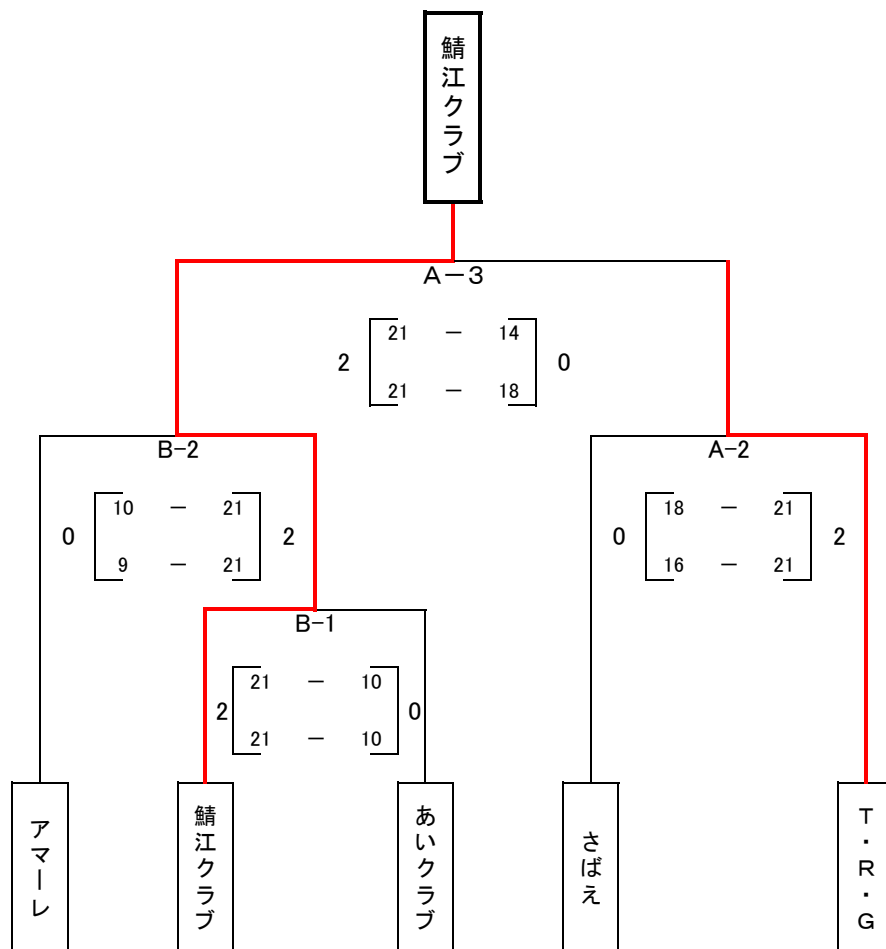 鯖江クラブ
A－3
21 － 14
2 0
21 － 18
B-2
A-2
10 － 21
18 － 21
0 2
0 2
9 － 21
16 － 21
B-1
21 － 10
2 0
21 － 10
アマーレ
鯖江クラブ
あいクラブ
さばえ
T・R・G